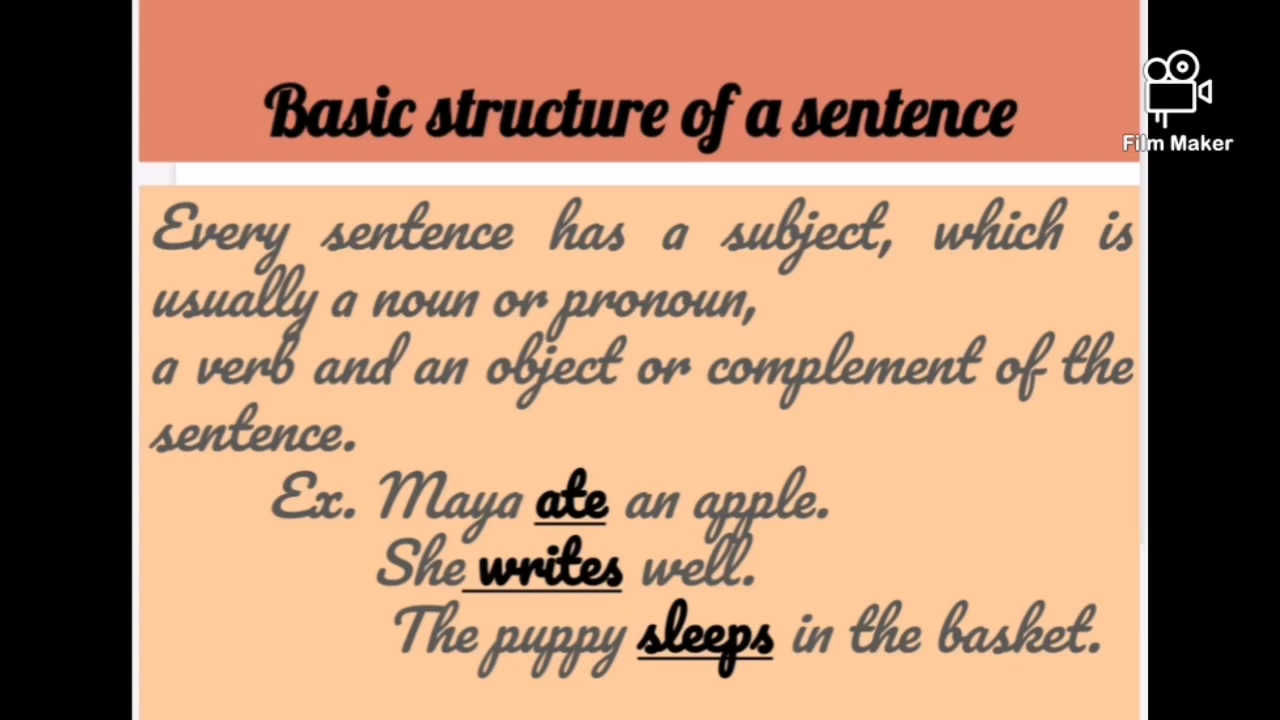 Basic structure of a sentence
Film Maker
Every sentence has a subject, which is
usually a noun or pronoun,
a verb and an object or complement of the
sentence.
Ex. Maya ate an apple.
She writes well.
The puppy sleeps in the basket.